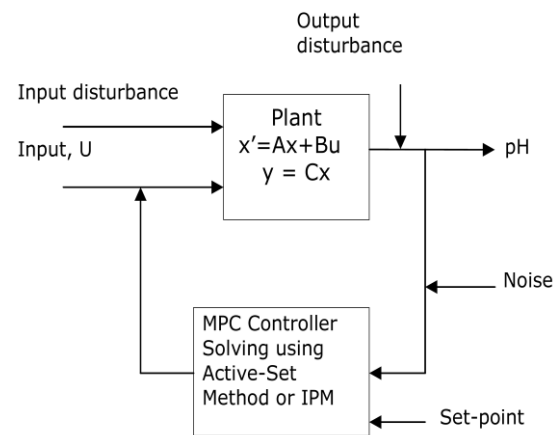 Output
disturbance
Input disturbance
Plant
x'=Ax+Bu
y = Cx
Input, U
pH
Noise
MPC Controller
Solving using
Active-Set
Method or IPM
Set-point